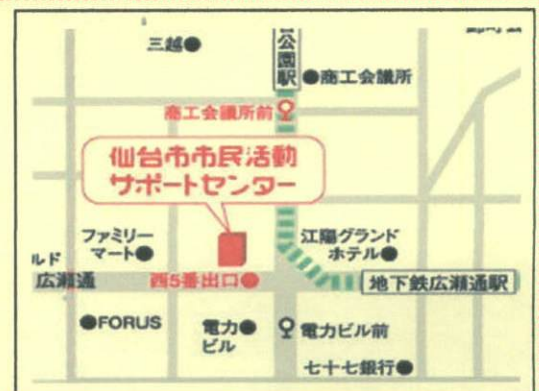 三越
公園駅
商工会議所
商工会議所前
仙台市市民活動
サポートセンター
ファミリー
マート
江陽グランド
ホテル
ルド
広瀬通
西5番出口
地下鉄広瀬通駅
FORUS
電力
ビル
電力ビル前
七十七銀行